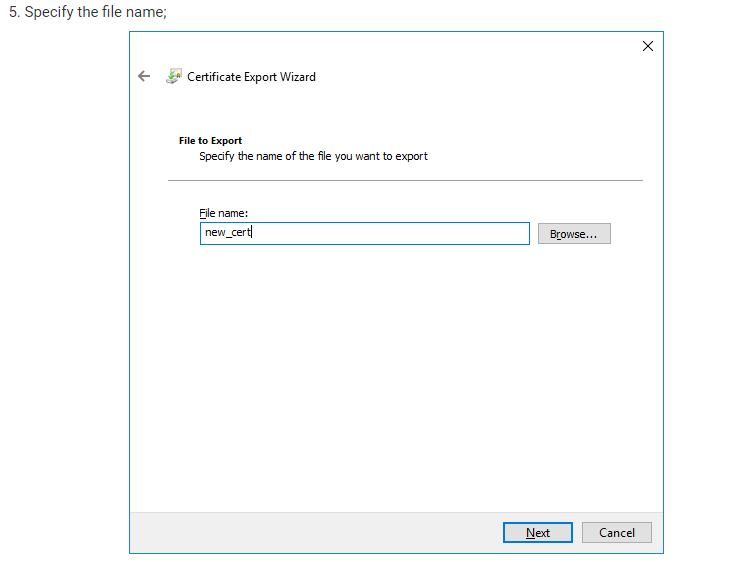 5. Specify the file name;
Certificate Export Wizard
File to Export
Specify the name of the file you want to export
File name:
new_cert
Browse...
Next
Cancel